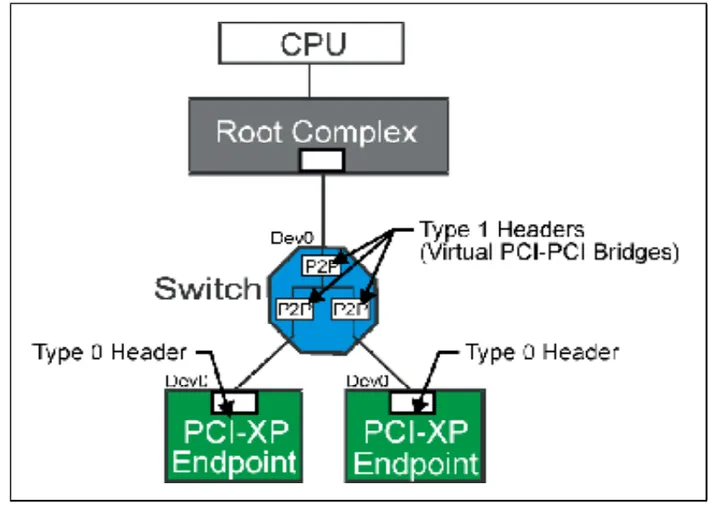 CPU
Root Complex
Dev0
Type 1 Headers
(Virtual PCI-PCI Bridges)
P2P
Switch
P2P P2P
Type 0 Header
Type 0 Header
Dev0
Dev0
PCI-XP
Endpoint
PCI-XP
Endpoint